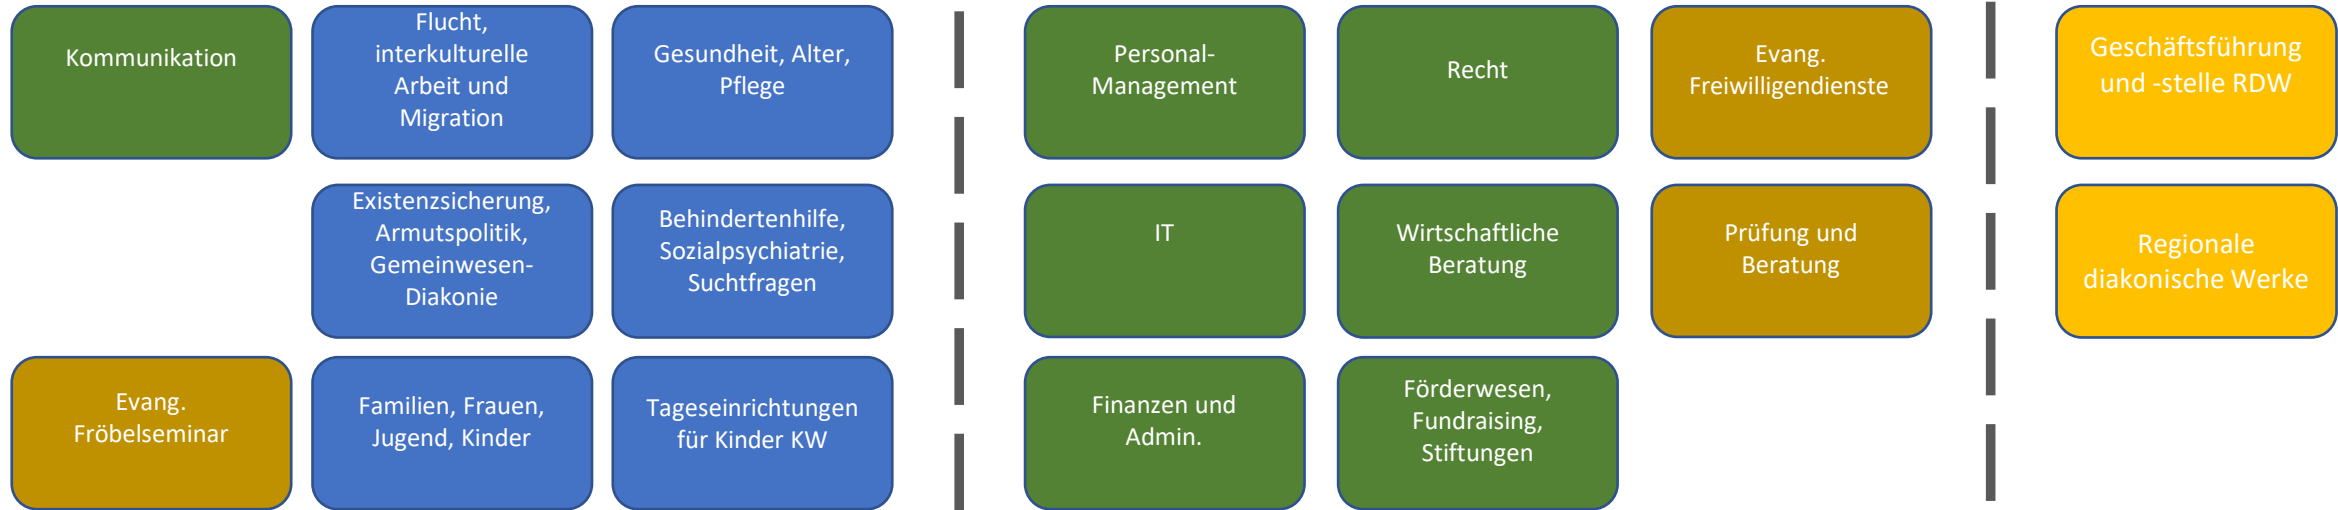 Kommunikation
Flucht,
interkulturelle
Arbeit und
Migration
Gesundheit, Alter,
Pflege
Personal-
Management
Recht
Evang.
Freiwilligendienste
Geschäftsführung
und -stelle RDW
Existenzsicherung,
Armutspolitik,
Gemeinwesen-
Diakonie
Behindertenhilfe,
Sozialpsychiatrie,
Suchtfragen
IT
Wirtschaftliche
Beratung
Prüfung und
Beratung
Regionale
diakonische Werke
Evang.
Fröbelseminar
Familien, Frauen,
Jugend, Kinder
Tageseinrichtungen
für Kinder KW
Finanzen und
Admin.
Förderwesen,
Fundraising,
Stiftungen